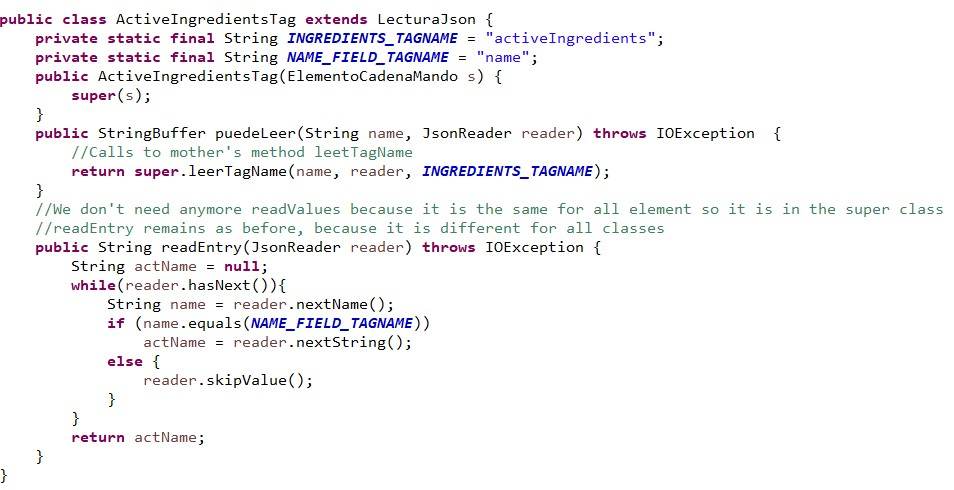 public class ActiveIngredientsTag extends LecturaJson {
    private static final String INGREDIENTS_TAGNAME = "activeIngredients";
    private static final String NAME_FIELD_TAGNAME = "name";
    public ActiveIngredientsTag(ElementoCadenaMando s) {
        super(s);
    }
    public StringBuffer puedeLeer(String name, JsonReader reader) throws IOException  {
        //Calls to mother's method leetTagName
        return super.leerTagName(name, reader, INGREDIENTS_TAGNAME);
    }
    //We don't need anymore readValues because it is the same for all element so it is in the super class
    //readEntry remains as before, because it is different for all classes
    public String readEntry(JsonReader reader) throws IOException {
        String actName = null;
        while(reader.hasNext()){
            String name = reader.nextName();
            if (name.equals(NAME_FIELD_TAGNAME))
                actName = reader.nextString();
            else {
                reader.skipValue();
            }
        }
        return actName;
    }
}